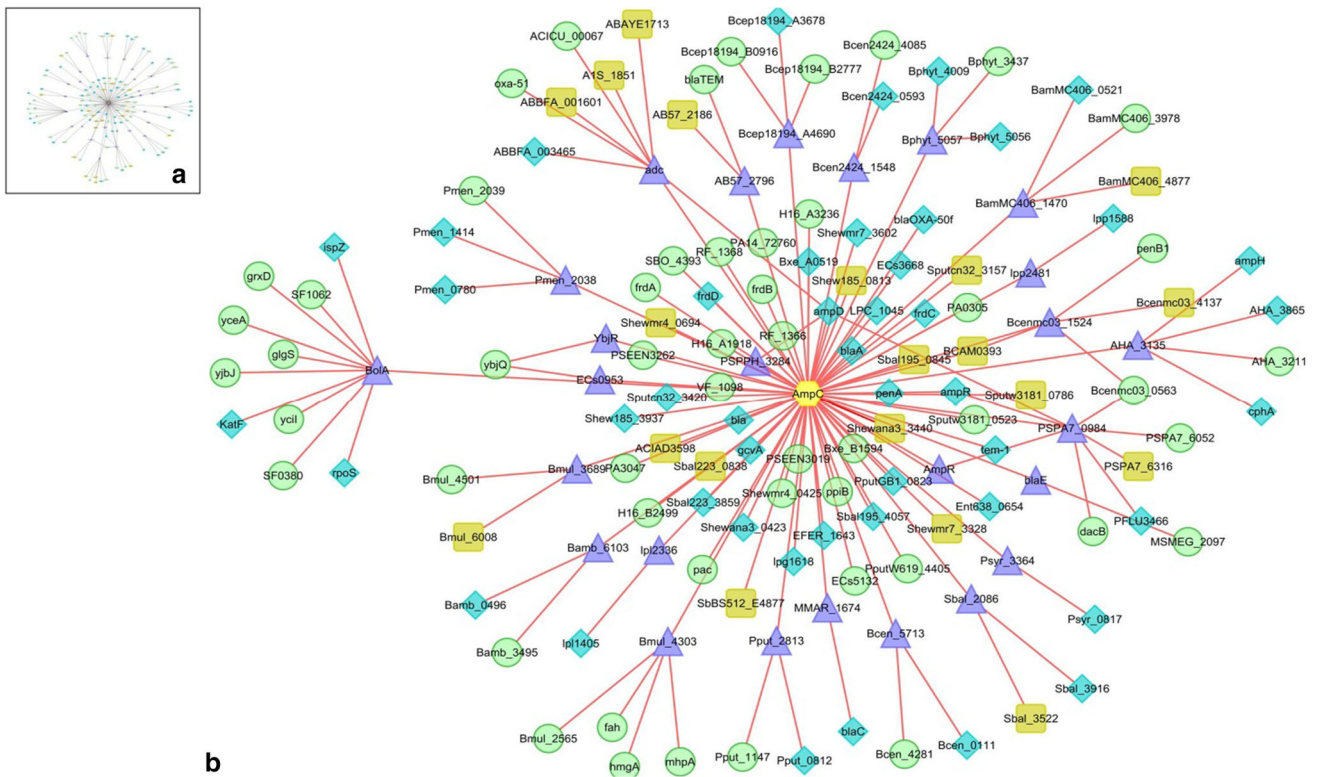 a
Bcep18194_A3678
ABAYE1713
ACICU_00067
Bcep18194_B0916
Bcen2424_4085
Bcep18194_B2777
Bphyt_4009
Bphyt_3437
A1S_1851
blaTEM
oxa-51
BamMC406_0521
Bcen2424_0593
ABBFA_001601
AB57_2186
BamMC406_3978
Bcep18194_A4690
Bphyt_5057
Bphyt_5056
ABBFA_003465
adc
AB57_2796
Bcen2424_1548
BamMC406_4877
Pmen_2039
BamMC406_1470
H16_A3236
blaOXA-50f
lpp1588
Pmen_1414
Shewmr7_3602
PA14_72760
ispZ
RF_1368
penB1
SBO_4393
Bxe_A0519
ECs3668
ampH
Sputcn32_3157
lpp2481
grxD
Pmen_2038
Shew185_0813
frdA
frdB
SF1062
Pmen_0780
frdD
Bcenmc03_4137
PA0305
ampD
LPC_1045
frdC
AHA_3865
yceA
Shewmr4_0694
Bcenmc03_1524
RF_1366
YbjR
H16_A1918
AHA_3135
blaA
BCAM0393
glgS
PSEEN3262
Sbal195_0845
AHA_3211
ybjQ
PSPPH_3284
yjbJ
BolA
ECs0953
VF_1098
AmpC
penA
ampR
Sputw3181_0786
Bcenmc03_0563
Sputcn32_3420
cphA
Shew185_3937
bla
Sputw3181_0523
yciI
KatF
Shewana3_3440
PSPA7_0984
PSPA7_6052
ACIAD3598
gcvA
Bxe_B1594
tem-1
PSEEN3019
Sbal223_0838
PSPA7_6316
SF0380
rpoS
Bmul_3689
PA3047
AmpR
Bmul_4501
PputGB1_0823
blaE
Shewmr4_0425
ppiB
Sbal223_3859
Ent638_0654
H16_B2499
Sbal195_4057
PFLU3466
Shewana3_0423
Shewmr7_3328
dacB
Bmul_6008
EFER_1643
MSMEG_2097
Bamb_6103
lpl2336
lpg1618
Psyr_3364
pac
PputW619_4405
ECs5132
Bamb_0496
SbBS512_E4877
MMAR_1674
Sbal_2086
Psyr_0817
lpl1405
Bmul_4303
Pput_2813
Bcen_5713
Bamb_3495
Sbal_3916
Sbal_3522
fah
blaC
Bmul_2565
Bcen_0111
hmgA
mhpA
Pput_1147
Pput_0812
Bcen_4281
b